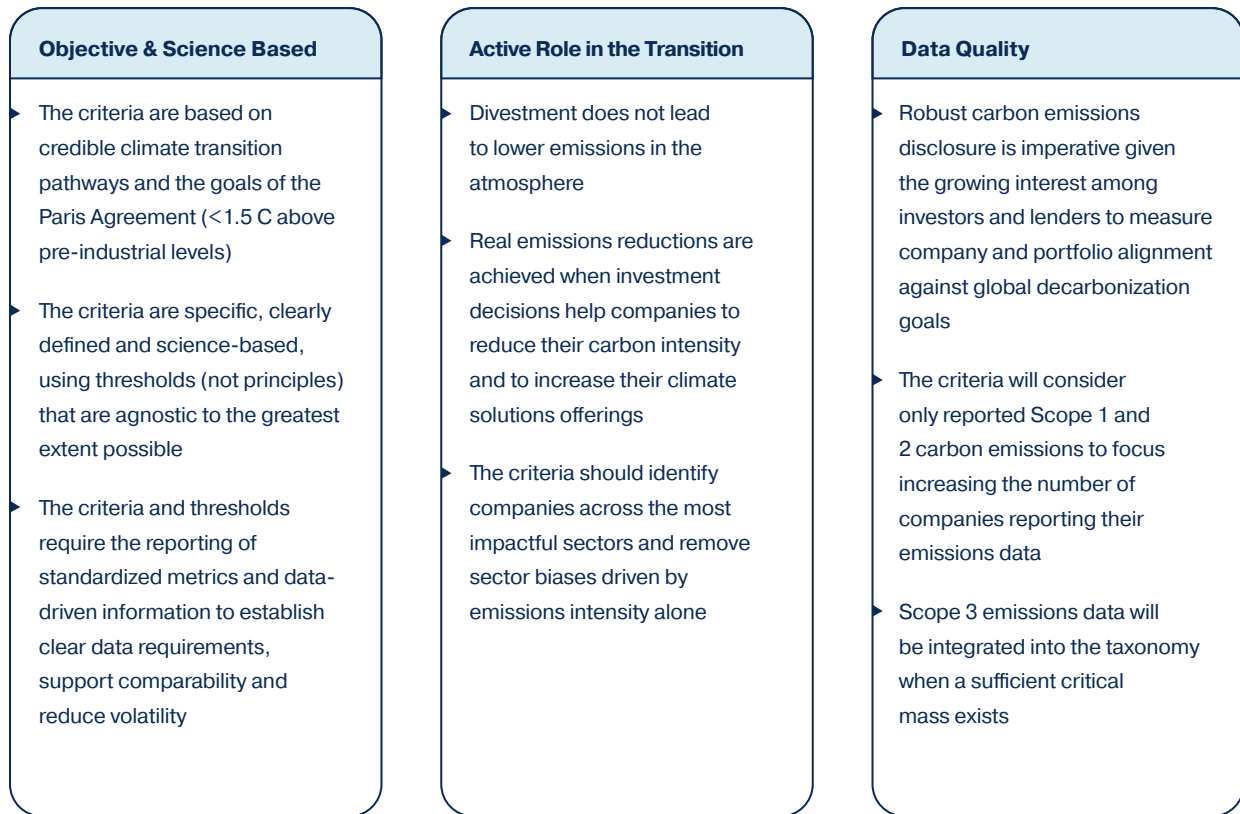 Objective & Science Based
The criteria are based on
credible climate transition
pathways and the goals of the
Paris Agreement (<1.5 C above
pre-industrial levels)
The criteria are specific, clearly
defined and science-based,
using thresholds (not principles)
that are agnostic to the greatest
extent possible
The criteria and thresholds
require the reporting of
standardized metrics and data-
driven information to establish
clear data requirements,
support comparability and
reduce volatility
Active Role in the Transition
Divestment does not lead
to lower emissions in the
atmosphere
Real emissions reductions are
achieved when investment
decisions help companies to
reduce their carbon intensity
and to increase their climate
solutions offerings
The criteria should identify
companies across the most
impactful sectors and remove
sector biases driven by
emissions intensity alone
Data Quality
Robust carbon emissions
disclosure is imperative given
the growing interest among
investors and lenders to measure
company and portfolio alignment
against global decarbonization
goals
The criteria will consider
only reported Scope 1 and
2 carbon emissions to focus
increasing the number of
companies reporting their
emissions data
Scope 3 emissions data will
be integrated into the taxonomy
when a sufficient critical
mass exists